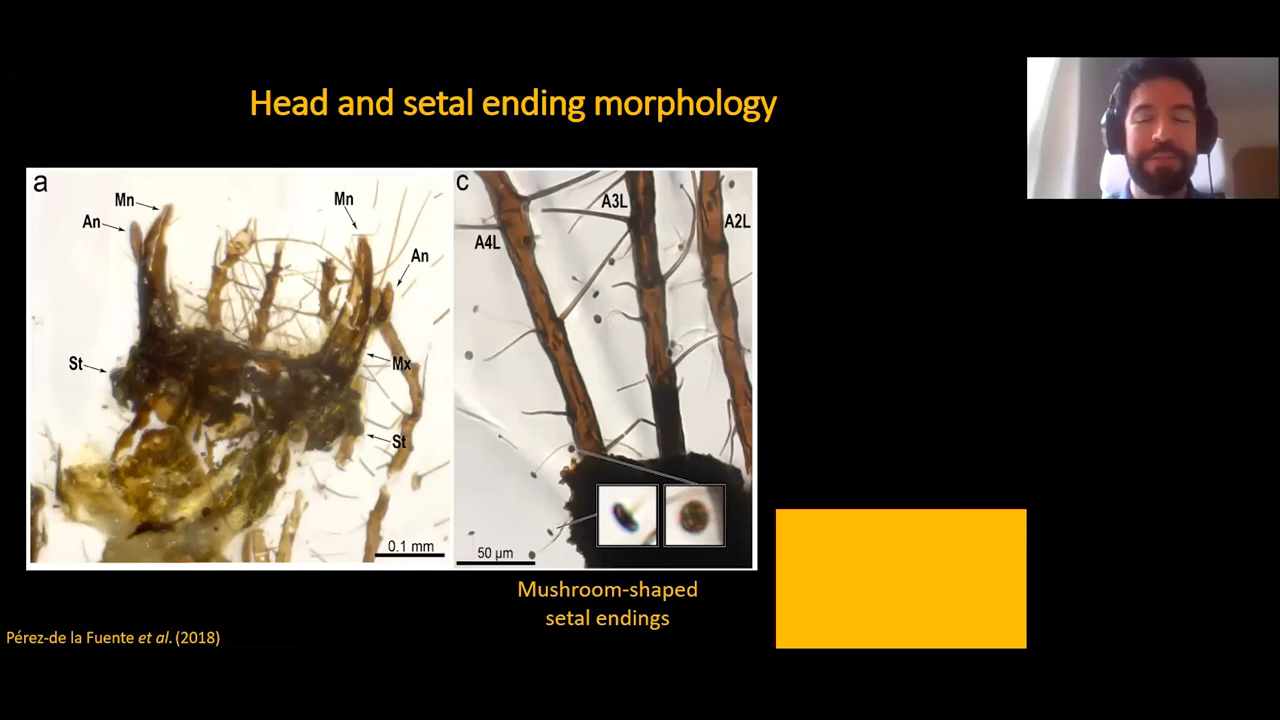 Head and setal ending morphology
a
Mn
An
Mn
An
St
Mx
St
0.1 mm
c
A4L
A3L
A2L
50 µm
Mushroom-shaped
setal endings
Pérez-de la Fuente et al. (2018)